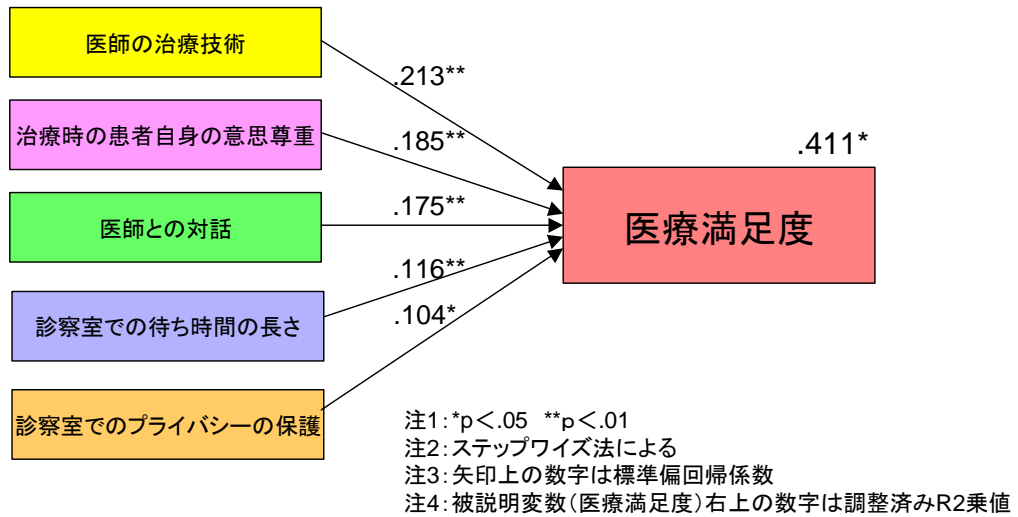 医師の治療技術
.213**
治療時の患者自身の意思尊重
.185**
.411*
医師との対話
.175**
医療満足度
診察室での待ち時間の長さ
.116**
診察室でのプライバシーの保護
.104*
注1：*p＜.05　**p＜.01
注2：ステップワイズ法による
注3：矢印上の数字は標準偏回帰係数
注4：被説明変数（医療満足度）右上の数字は調整済みR2乗値